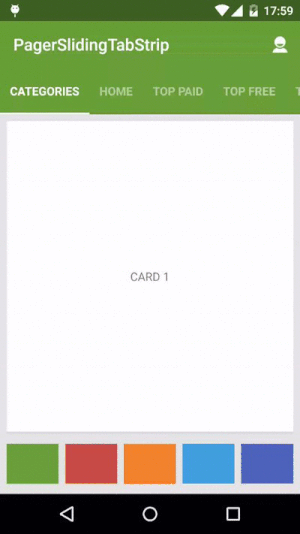 17:59
PagerSlidingTabStrip
CATEGORIES HOME TOP PAID TOP FREE
CARD 1